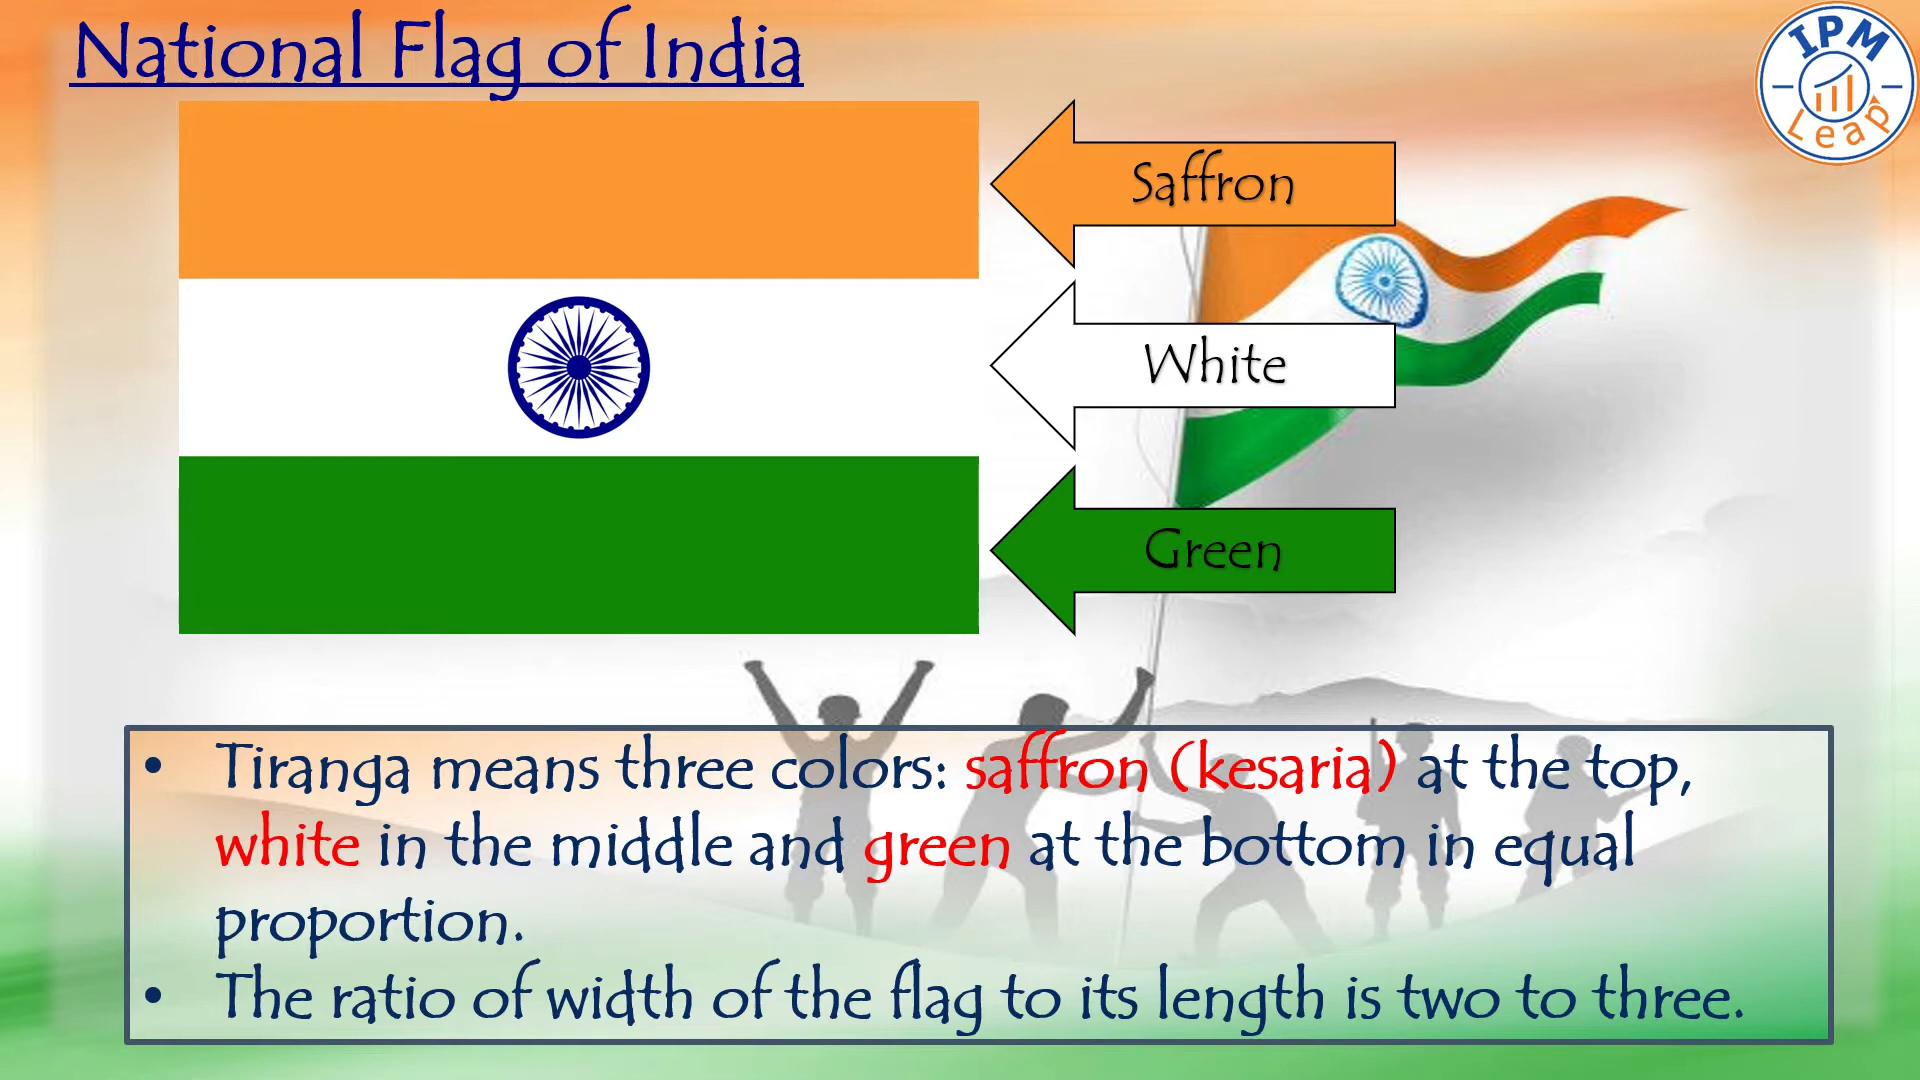 National Flag of India
IPM
Leap
Saffron
White
Green
• Tiranga means three colors: saffron (kesaria) at the top,
white in the middle and green at the bottom in equal
proportion.
• The ratio of width of the flag to its length is two to three.